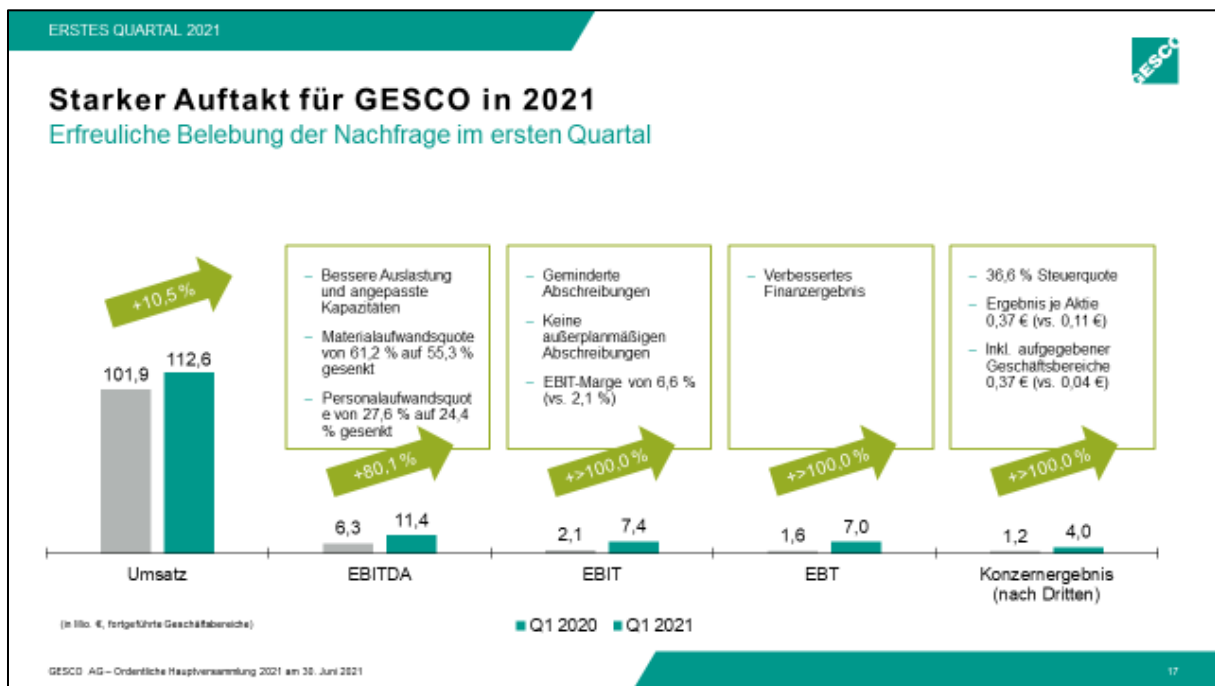 ERSTES QUARTAL 2021
GESCO
Starker Auftakt für GESCO in 2021
Erfreuliche Belebung der Nachfrage im ersten Quartal
+10,5 %
101,9
112,6
– Bessere Auslastung
und angepasste
Kapazitäten
– Materialaufwandsquote
von 61,2 % auf 55,3 %
gesenkt
– Personalaufwandsquot
e von 27,6 % auf 24,4
% gesenkt
+80,1 %
6,3
11,4
– Geminderte
Abschreibungen
– Keine
außerplanmäßigen
Abschreibungen
– EBIT-Marge von 6,6 %
(vs. 2,1 %)
+>100,0 %
2,1
7,4
– Verbessertes
Finanzergebnis
+>100,0 %
1,6
7,0
– 36,6 % Steuerquote
– Ergebnis je Aktie
0,37 € (vs. 0,11 €)
– Inkl. aufgegebener
Geschäftsbereiche
0,37 € (vs. 0,04 €)
+>100,0 %
1,2
4,0
Umsatz
EBITDA
EBIT
EBT
Konzernergebnis
(nach Dritten)
(in Mio. €, fortgeführte Geschäftsbereiche)
Q1 2020 Q1 2021
GESCO AG – Ordentliche Hauptversammlung 2021 am 30. Juni 2021
17